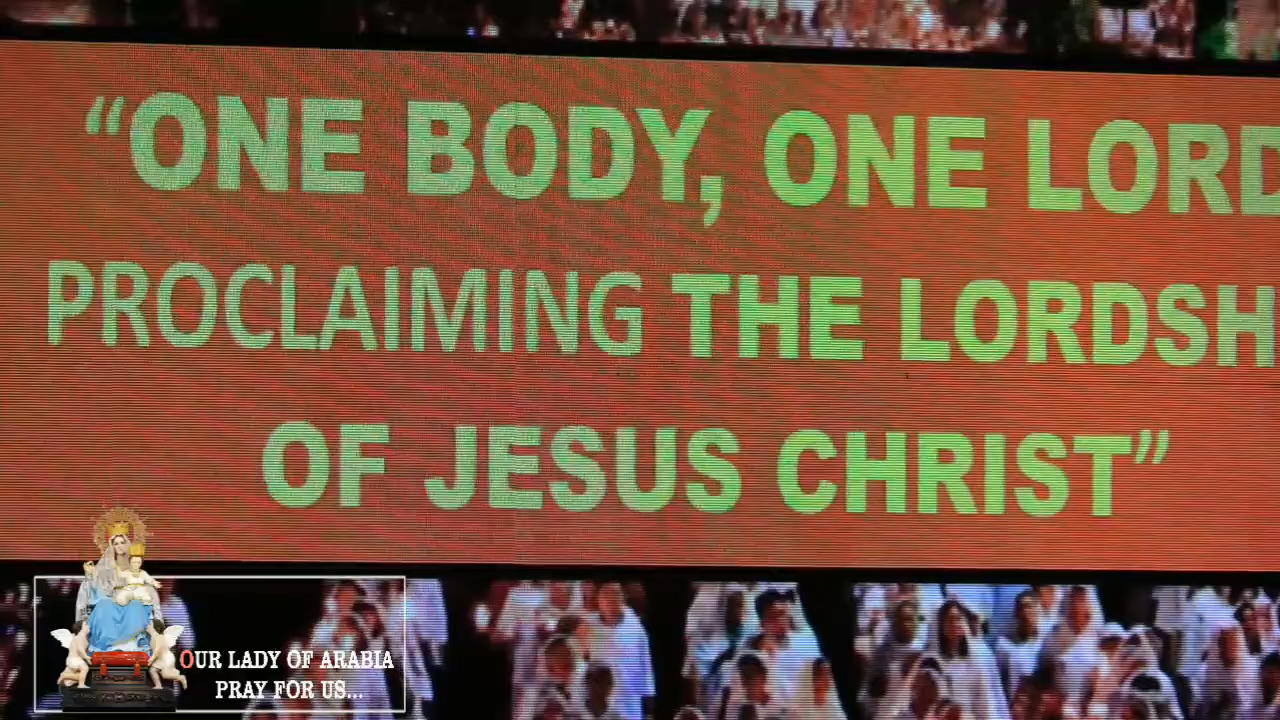 “ONE BODY, ONE LORD
PROCLAIMING THE LORDSH
OF JESUS CHRIST”
OUR LADY OF ARABIA
PRAY FOR US...